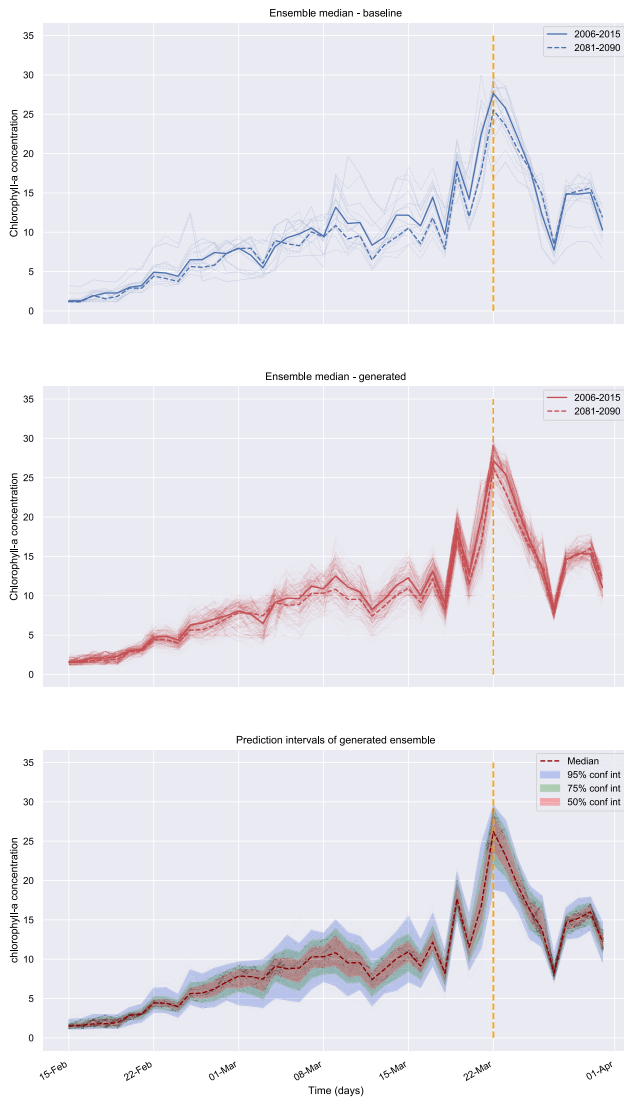 Ensemble median - baseline
2006-2015
2081-2090
Chlorophyll-a concentration
35
30
25
20
15
10
5
0
Ensemble median - generated
2006-2015
2081-2090
Chlorophyll-a concentration
35
30
25
20
15
10
5
0
Prediction intervals of generated ensemble
Median
95% conf int
75% conf int
50% conf int
chlorophyll-a concentration
35
30
25
20
15
10
5
0
15-Feb
22-Feb
01-Mar
08-Mar
15-Mar
22-Mar
01-Apr
Time (days)